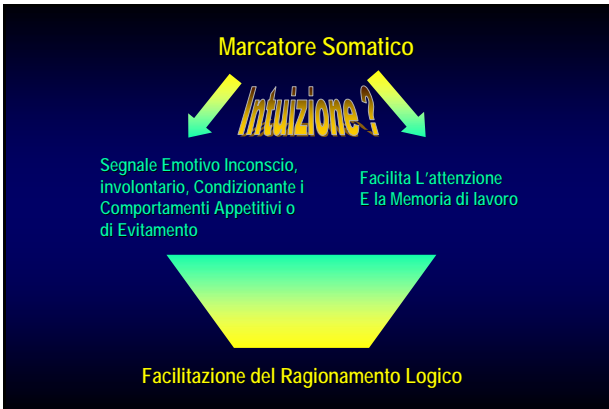 Marcatore Somatico
Intuizione ?
Segnale Emotivo Inconscio,
involontario, Condizionante i
Comportamenti Appetitivi o
di Evitamento
Facilita L'attenzione
E la Memoria di lavoro
Facilitazione del Ragionamento Logico